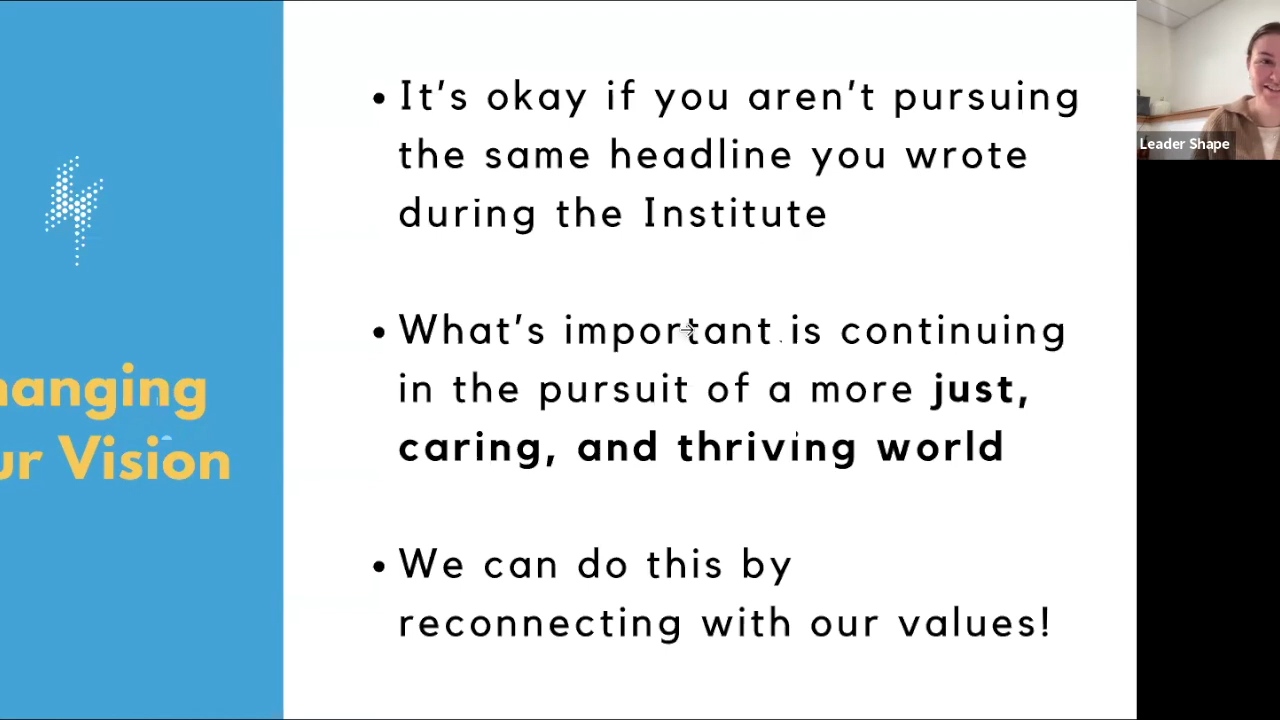 hanging
ur Vision
• It’s okay if you aren’t pursuing
the same headline you wrote
during the Institute
• What’s important is continuing
in the pursuit of a more just,
caring, and thriving world
• We can do this by
reconnecting with our values!
Leader Shape